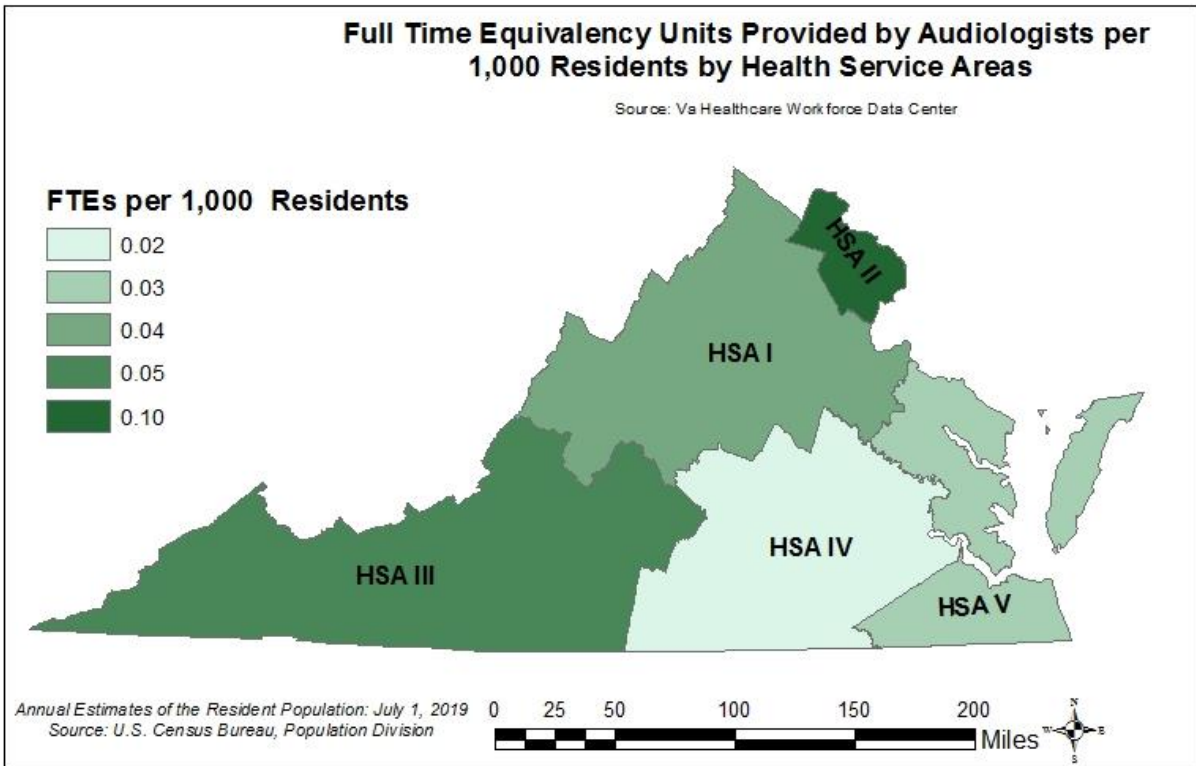 Full Time Equivalency Units Provided by Audiologists per
1,000 Residents by Health Service Areas
Source: Va Healthcare Workforce Data Center
FTEs per 1,000 Residents
0.02
0.03
0.04
0.05
0.10
HSA II
HSA I
HSA IV
HSA III
HSA V
Annual Estimates of the Resident Population: July 1, 2019
Source: U.S. Census Bureau, Population Division
0 25 50 100 150 200
Miles
N
W E
S